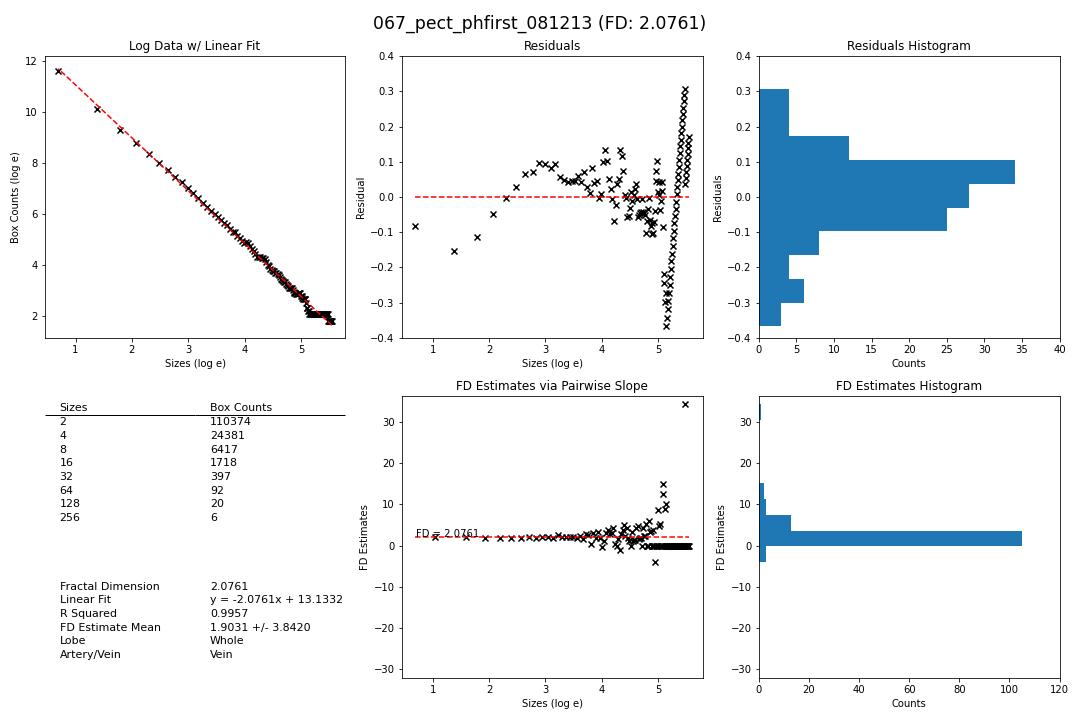 067_pect_phfirst_081213 (FD: 2.0761)
Log Data w/ Linear Fit
12
10
8
6
4
2
Box Counts (log e)
1 2 3 4 5
Sizes (log e)
Residuals
0.4
0.3
0.2
0.1
0.0
−0.1
−0.2
−0.3
−0.4
Residual
1 2 3 4 5
Sizes (log e)
Residuals Histogram
0.4
0.3
0.2
0.1
0.0
−0.1
−0.2
−0.3
−0.4
Residuals
0 5 10 15 20 25 30 35 40
Counts
Sizes Box Counts
2 110374
4 24381
8 6417
16 1718
32 397
64 92
128 20
256 6
Fractal Dimension 2.0761
Linear Fit y = -2.0761x + 13.1332
R Squared 0.9957
FD Estimate Mean 1.9031 +/- 3.8420
Lobe Whole
Artery/Vein Vein
FD Estimates via Pairwise Slope
30
20
10
0
−10
−20
−30
FD Estimates
FD = 2.0761
1 2 3 4 5
Sizes (log e)
FD Estimates Histogram
30
20
10
0
−10
−20
−30
FD Estimates
0 20 40 60 80 100 120
Counts